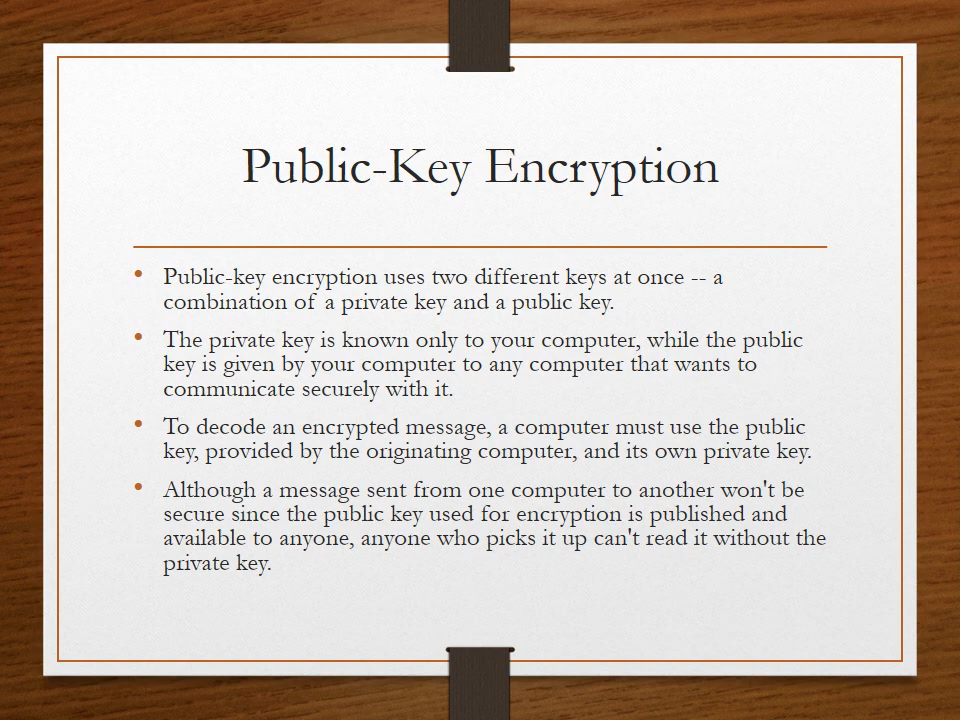 Public-Key Encryption
• Public-key encryption uses two different keys at once -- a
combination of a private key and a public key.
• The private key is known only to your computer, while the public
key is given by your computer to any computer that wants to
communicate securely with it.
• To decode an encrypted message, a computer must use the public
key, provided by the originating computer, and its own private key.
• Although a message sent from one computer to another won't be
secure since the public key used for encryption is published and
available to anyone, anyone who picks it up can't read it without the
private key.